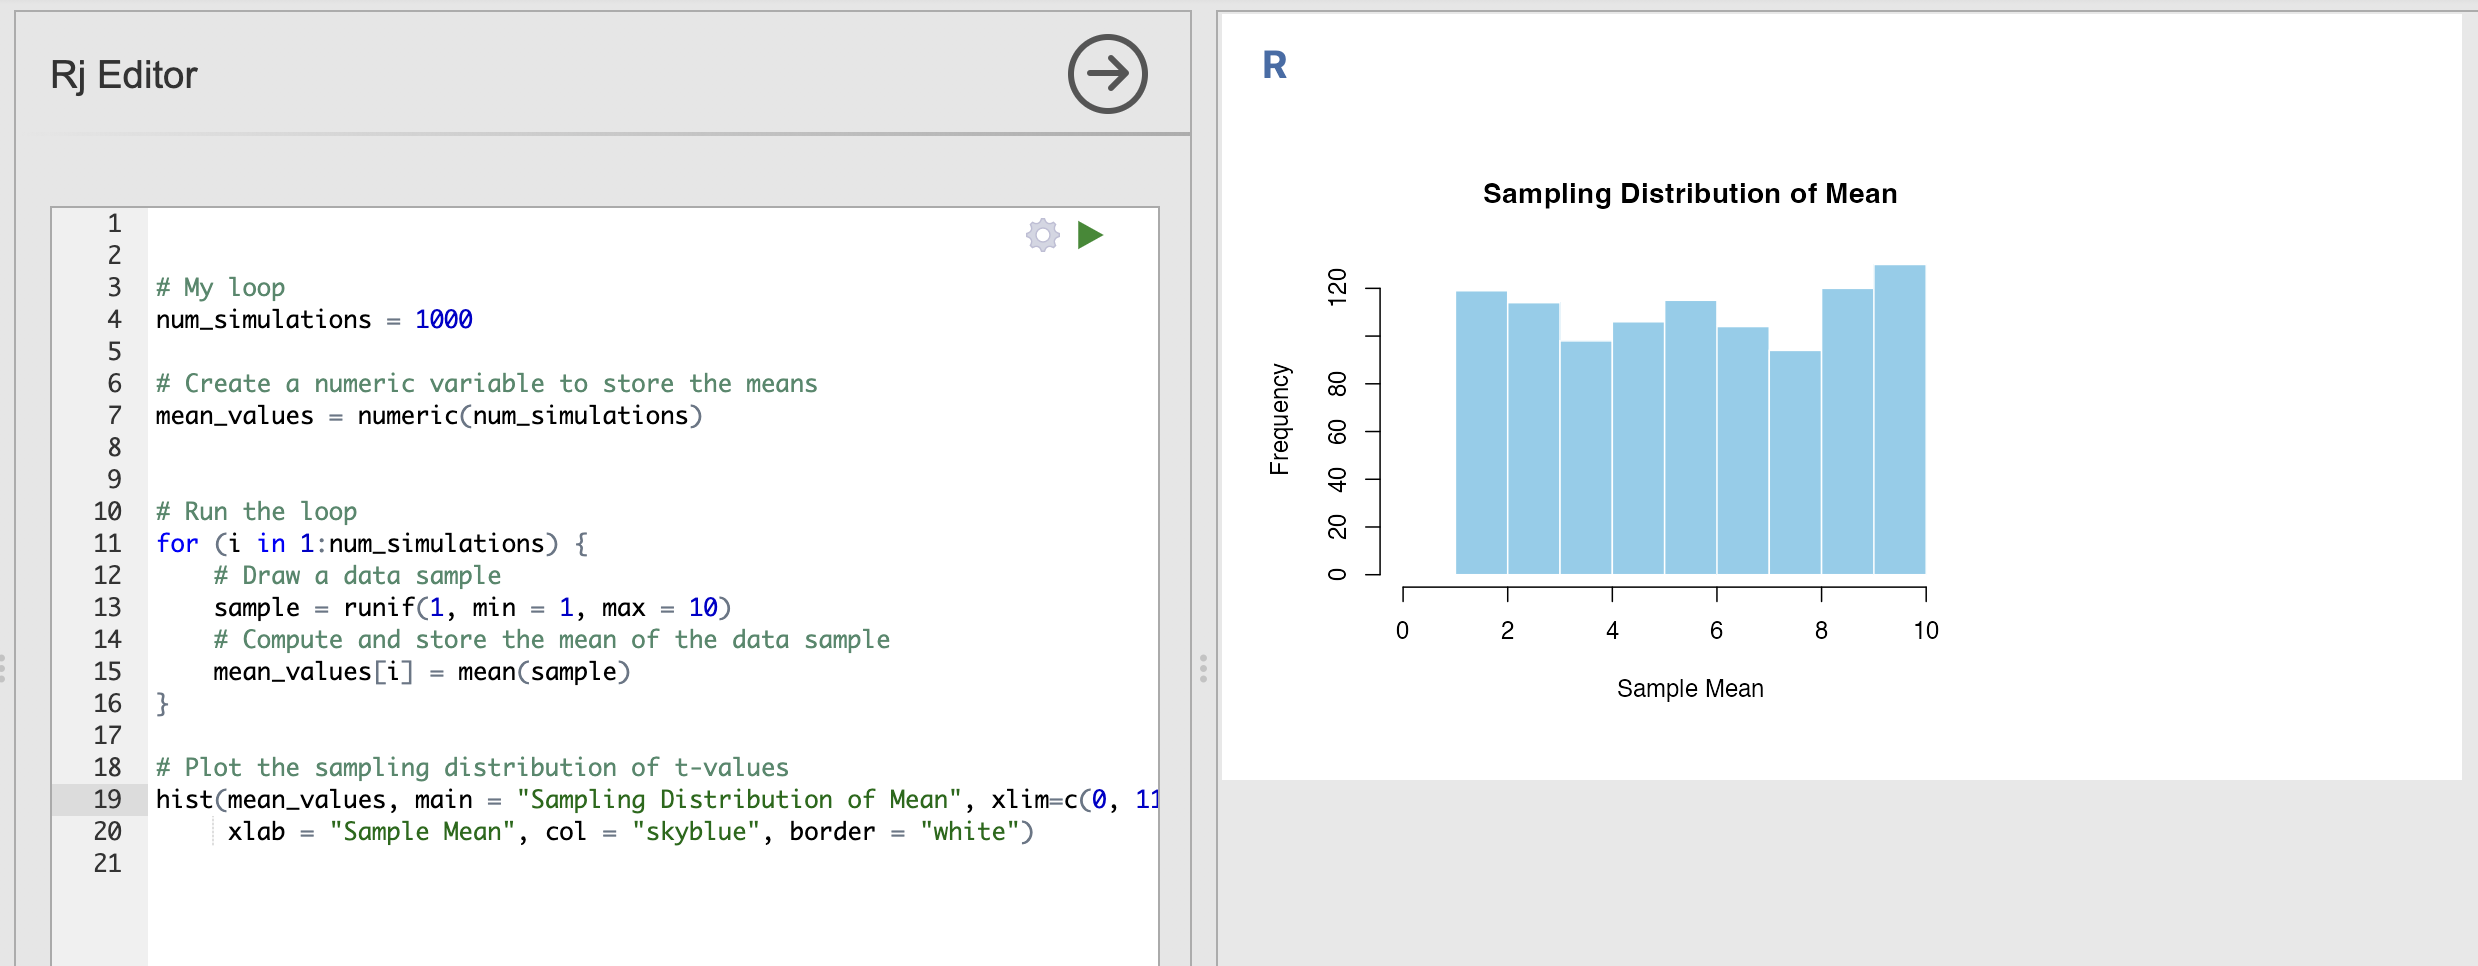 Rj Editor
1
2
3 # My loop
4 num_simulations = 1000
5
6 # Create a numeric variable to store the means
7 mean_values = numeric(num_simulations)
8
9
10 # Run the loop
11 for (i in 1:num_simulations) {
12     # Draw a data sample
13     sample = runif(1, min = 1, max = 10)
14     # Compute and store the mean of the data sample
15     mean_values[i] = mean(sample)
16 }
17
18 # Plot the sampling distribution of t-values
19 hist(mean_values, main = "Sampling Distribution of Mean", xlim=c(0, 11
20      xlab = "Sample Mean", col = "skyblue", border = "white")
21
R
Sampling Distribution of Mean
Frequency
120
80
60
40
20
0
0 2 4 6 8 10
Sample Mean